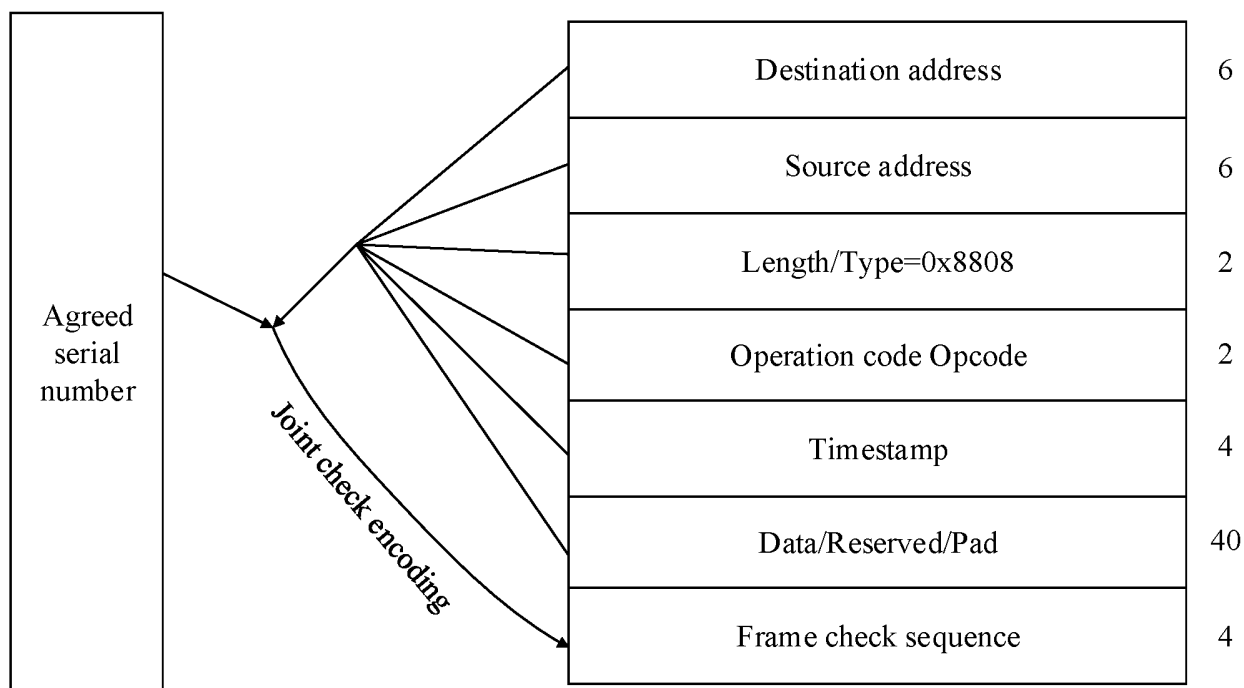 Agreed
serial
number
Joint check encoding
Destination address 6
Source address 6
Length/Type=0x8808 2
Operation code Opcode 2
Timestamp 4
Data/Reserved/Pad 40
Frame check sequence 4